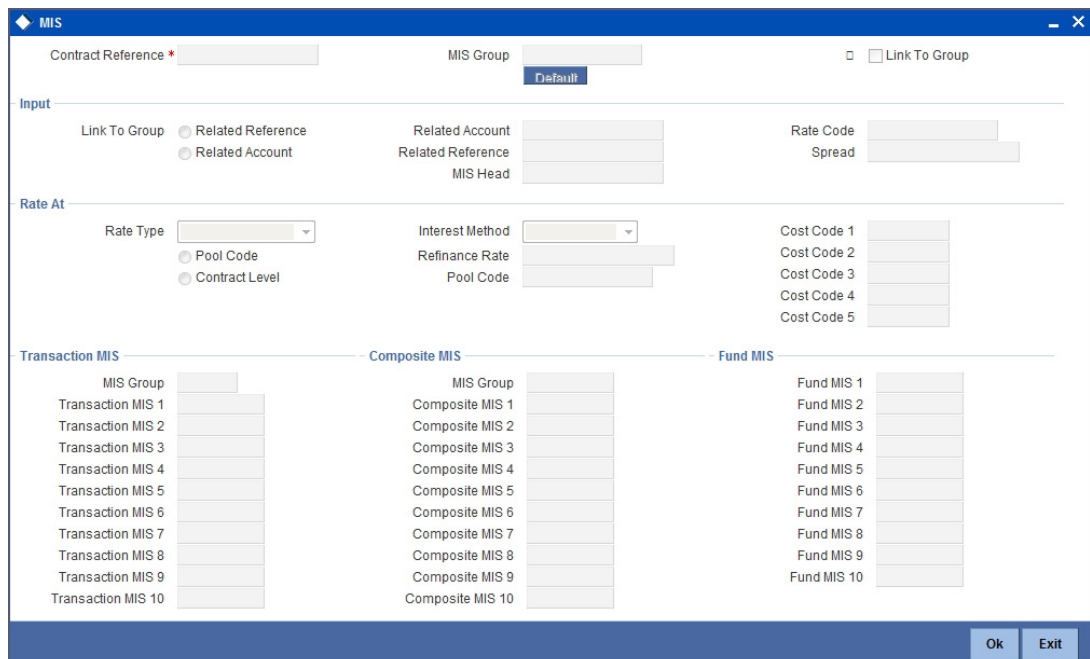 MIS
Contract Reference * MIS Group Link To Group
Default
Input
Link To Group Related Reference Related Account Rate Code
Related Account Related Reference Spread
MIS Head
Rate At
Rate Type Interest Method Cost Code 1
Pool Code Refinance Rate Cost Code 2
Contract Level Pool Code Cost Code 3
Cost Code 4
Cost Code 5
Transaction MIS Composite MIS Fund MIS
MIS Group MIS Group Fund MIS 1
Transaction MIS 1 Composite MIS 1 Fund MIS 2
Transaction MIS 2 Composite MIS 2 Fund MIS 3
Transaction MIS 3 Composite MIS 3 Fund MIS 4
Transaction MIS 4 Composite MIS 4 Fund MIS 5
Transaction MIS 5 Composite MIS 5 Fund MIS 6
Transaction MIS 6 Composite MIS 6 Fund MIS 7
Transaction MIS 7 Composite MIS 7 Fund MIS 8
Transaction MIS 8 Composite MIS 8 Fund MIS 9
Transaction MIS 9 Composite MIS 9 Fund MIS 10
Transaction MIS 10 Composite MIS 10
Ok Exit